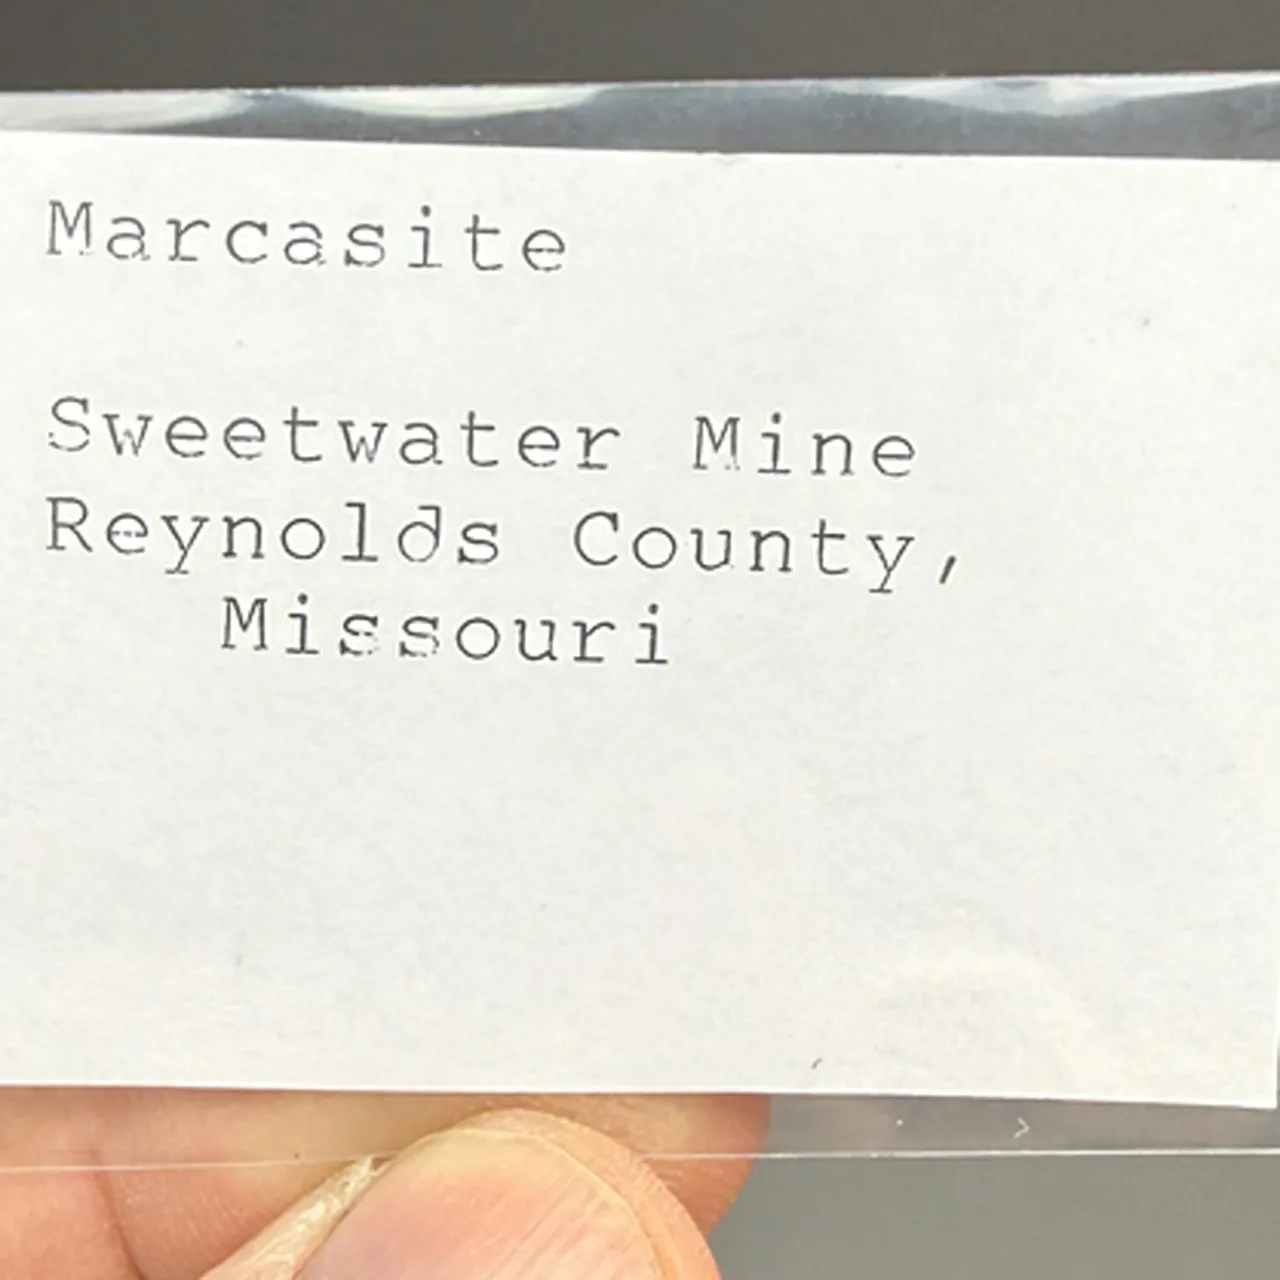 Marcasite
Sweetwater Mine
Reynolds County,
Missouri